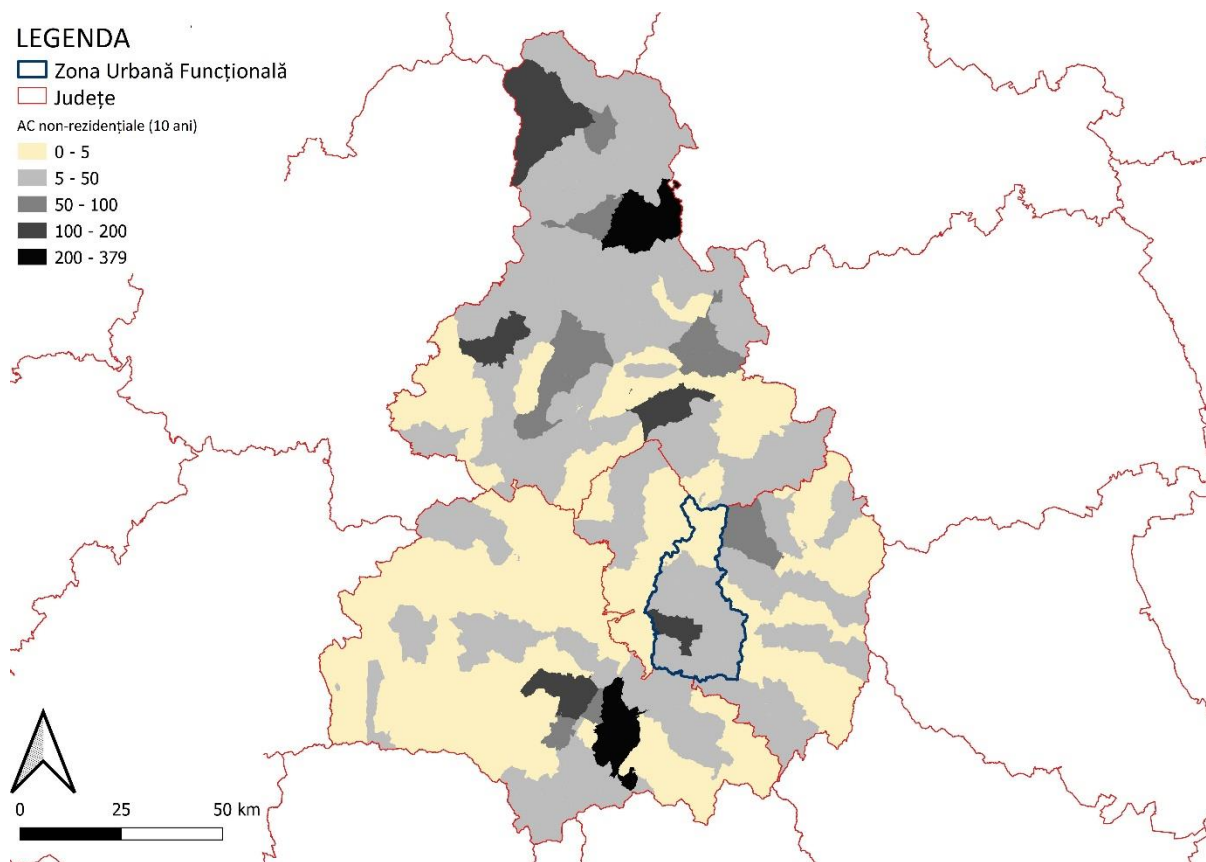 LEGENDA
Zona Urbană Funcțională
Județe
AC non-rezidențiale (10 ani)
0 - 5
5 - 50
50 - 100
100 - 200
200 - 379
0 25 50 km